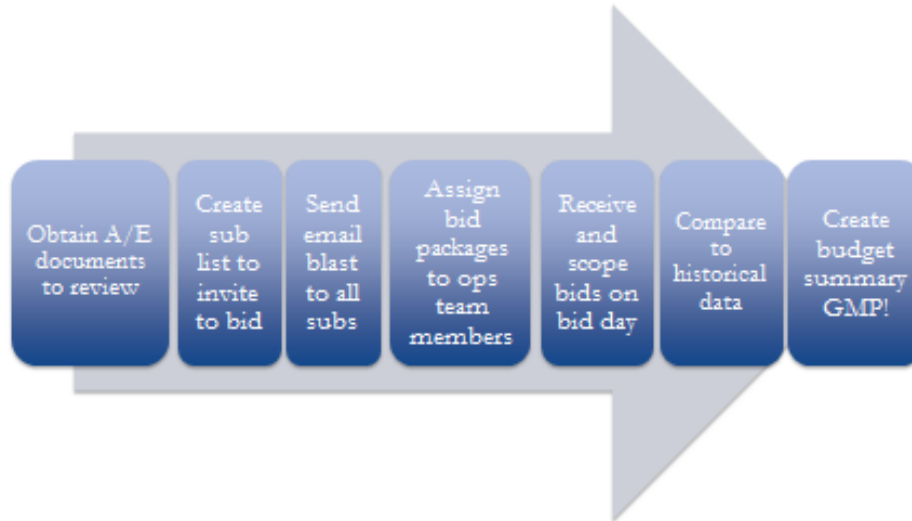 Obtain A/E
documents
to review
Create
sub
list to
invite
to bid
Send
email
blast
to all
subs
Assign
bid
packages
to ops
team
members
Receive
and
scope
bids on
bid day
Compare
to
historical
data
Create
budget
summary
GMP!